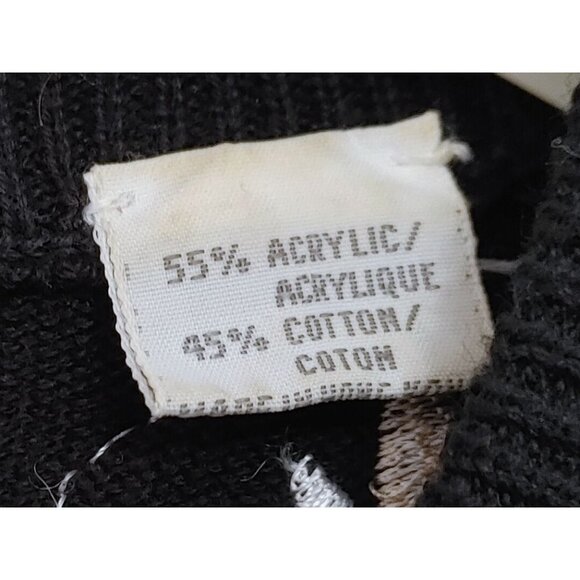 55% ACRYLIC/
ACRYLIQUE
45% COTTON/
COTON